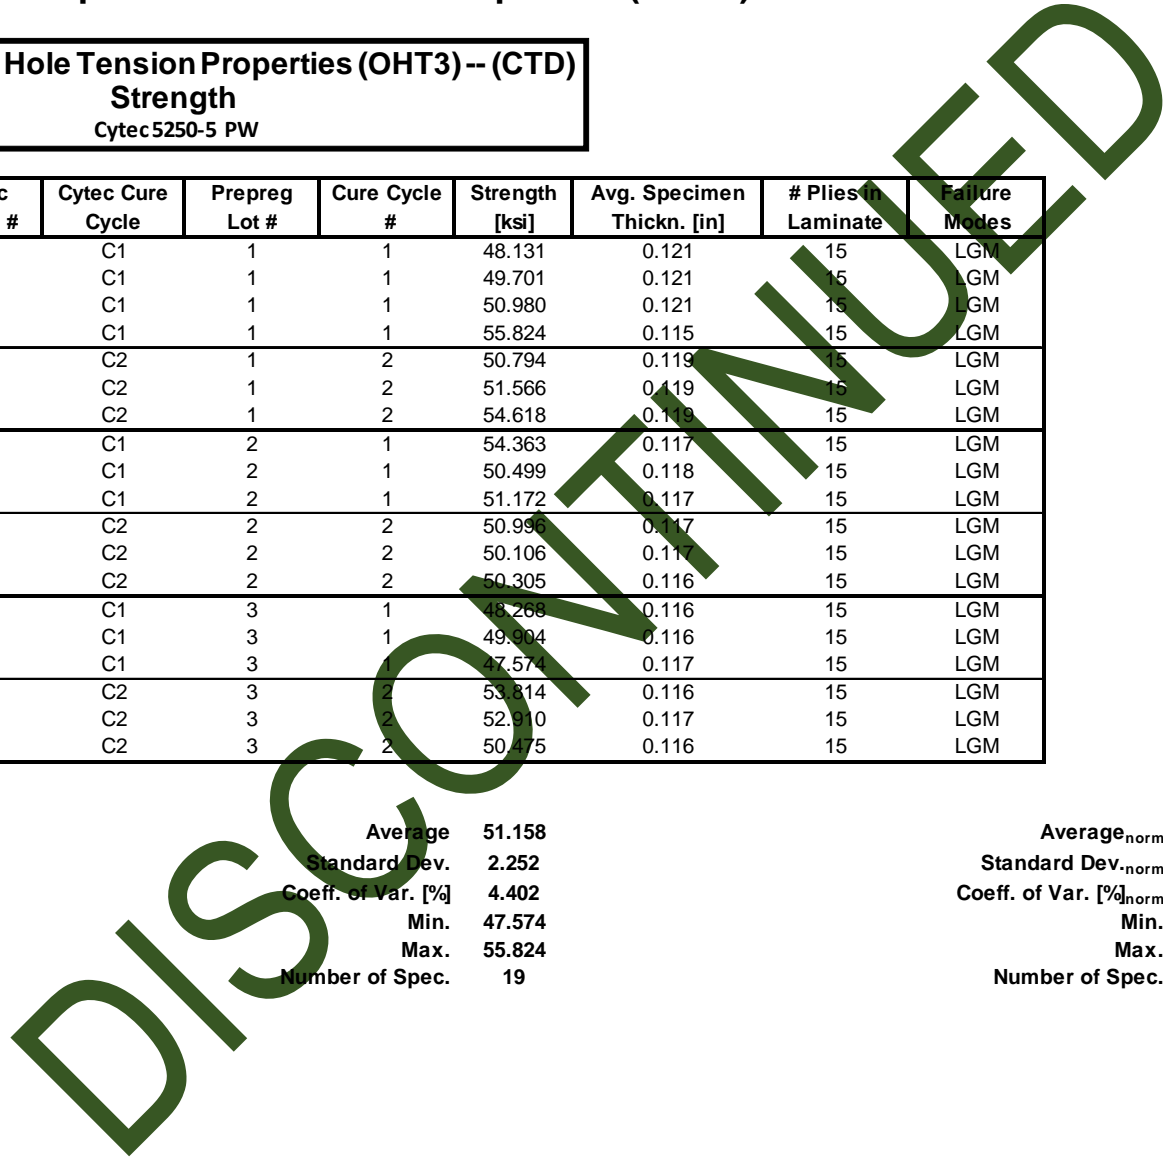 Hole Tension Properties (OHT3) -- (CTD)
Strength
Cytec 5250-5 PW
c Cytec Cure Prepreg Cure Cycle Strength Avg. Specimen # Plies in Failure
# Cycle Lot # # [ksi] Thickn. [in] Laminate Modes
C1 1 1 48.131 0.121 15 LGM
C1 1 1 49.701 0.121 15 LGM
C1 1 1 50.980 0.121 15 LGM
C1 1 1 55.824 0.115 15 LGM
C2 1 2 50.794 0.119 15 LGM
C2 1 2 51.566 0.119 15 LGM
C2 1 2 54.618 0.119 15 LGM
C1 2 1 54.363 0.117 15 LGM
C1 2 1 50.499 0.118 15 LGM
C1 2 1 51.172 0.117 15 LGM
C2 2 2 50.996 0.117 15 LGM
C2 2 2 50.106 0.117 15 LGM
C2 2 2 50.305 0.116 15 LGM
C1 3 1 48.268 0.116 15 LGM
C1 3 1 49.904 0.116 15 LGM
C1 3 1 47.574 0.117 15 LGM
C2 3 2 53.814 0.116 15 LGM
C2 3 2 52.910 0.117 15 LGM
C2 3 2 50.475 0.116 15 LGM
Average 51.158 Averagenorm
Standard Dev. 2.252 Standard Dev.norm
Coeff. of Var. [%] 4.402 Coeff. of Var. [%]norm
Min. 47.574 Min.
Max. 55.824 Max.
Number of Spec. 19 Number of Spec.
DISCONTINUED